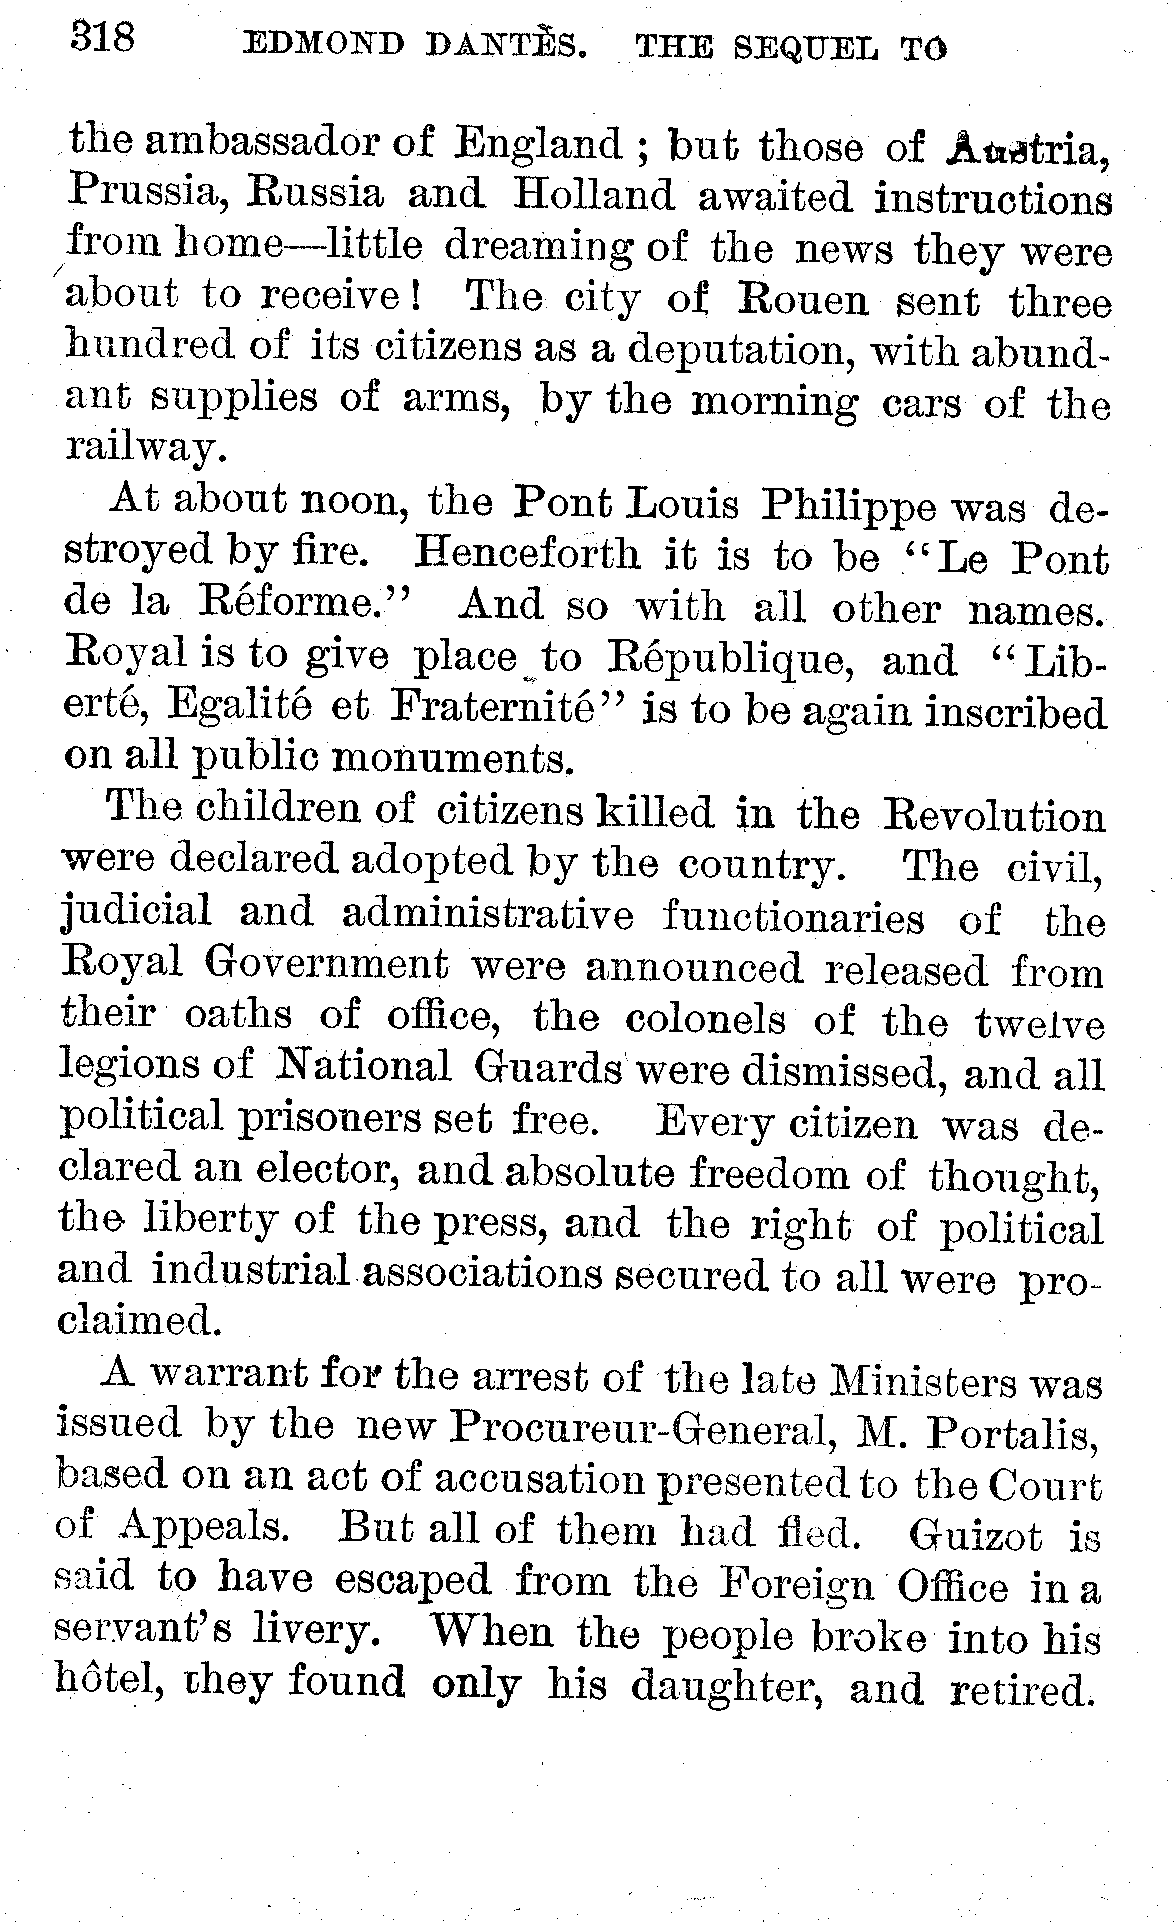 318 EDMOND DANTÈS. THE SEQUEL TO
the ambassador of England ; but those of Austria,
Prussia, Russia and Holland awaited instructions
from home—little dreaming of the news they were
about to receive! The city of Rouen sent three
hundred of its citizens as a deputation, with abund-
ant supplies of arms, by the morning cars of the
railway.
At about noon, the Pont Louis Philippe was de-
stroyed by fire. Henceforth it is to be “Le Pont
de la Réforme.” And so with all other names.
Royal is to give place to République, and “Lib-
erté, Egalité et Fraternité” is to be again inscribed
on all public monuments.
The children of citizens killed in the Revolution
were declared adopted by the country. The civil,
judicial and administrative functionaries of the
Royal Government were announced released from
their oaths of office, the colonels of the twelve
legions of National Guards were dismissed, and all
political prisoners set free. Every citizen was de-
clared an elector, and absolute freedom of thought,
the liberty of the press, and the right of political
and industrial associations secured to all were pro-
claimed.
A warrant for the arrest of the late Ministers was
issued by the new Procureur-General, M. Portalis,
based on an act of accusation presented to the Court
of Appeals. But all of them had fled. Guizot is
said to have escaped from the Foreign Office in a
servant’s livery. When the people broke into his
hôtel, they found only his daughter, and retired.